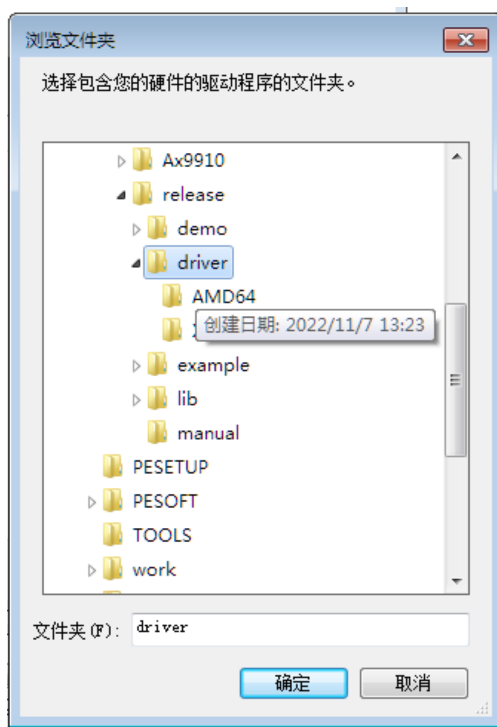 浏览文件夹
选择包含您的硬件的驱动程序的文件夹。
Ax9910
release
demo
driver
AMD64
创建日期: 2022/11/7 13:23
example
lib
manual
PESETUP
PESOFT
TOOLS
work
文件夹(F): driver
确定 取消